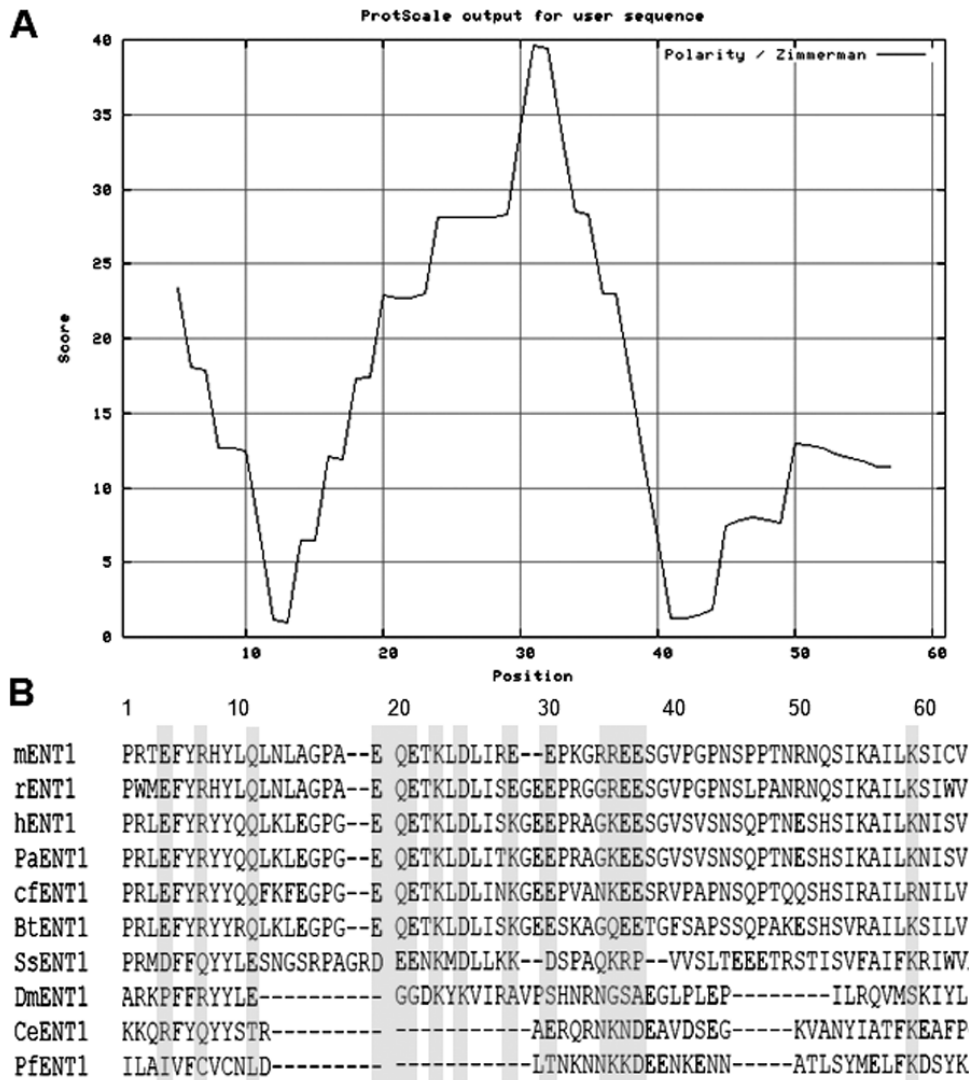 A
ProtScale output for user sequence
Polarity / Zimmerman
40
35
30
25
20
15
10
5
0
Score
10 20 30 40 50 60
Position
B
1 10 20 30 40 50 60
mENT1 PRTEFYRHYLQLNLAGPA--E QETKLDLIRE--EPKGRREESGVPGPNSPPTNRNQSIKAILKSICV
rENT1 PWMEFYRHYLQLNLAGPA--E QETKLDLISEGEEPRGGREESGVPGPNSLPANRNQSIKAILKSIWV
hENT1 PRLEFYRYYQQLKLEGPG--E QETKLDLISKGEEPRAGKEESGVSVSNSQPTNESHSIKAILKNISV
PaENT1 PRLEFYRYYQQLKLEGPG--E QETKLDLITKGEEPRAGKEESGVSVSNSQPTNESHSIKAILKNISV
cfENT1 PRLEFYRYYQQFKFEGPG--E QETKLDLINKGEEPVANKEESRVPAPNSQPTQQSHSIRAILRNILV
BtENT1 PRLEFYRYYRQLKLEGPG--E QETKLDLISKGEESKAGQEETGFSAPSSQPAKESHSVRAILKSILV
SsENT1 PRMDFFQYYLESNGSRPAGRD EENKMDLLKK--DSPAQKRP--VVSLTEEETRSTISVFAIFKRIWV
DmENT1 ARKPFFRYYLE---------- GGDKYKVIRAVPSHNRNGSAEGLPLEP--------ILRQVMSKIYL
CeENT1 KKQRFYQYYSTR--------- -----------AERQRNKNDEAVDSEG-----KVANYIATFKEAFP
PfENT1 ILAIVFCVCNLD--------- -----------LTNKNNKKDEENKENN-----ATLSYMELFKDSYK